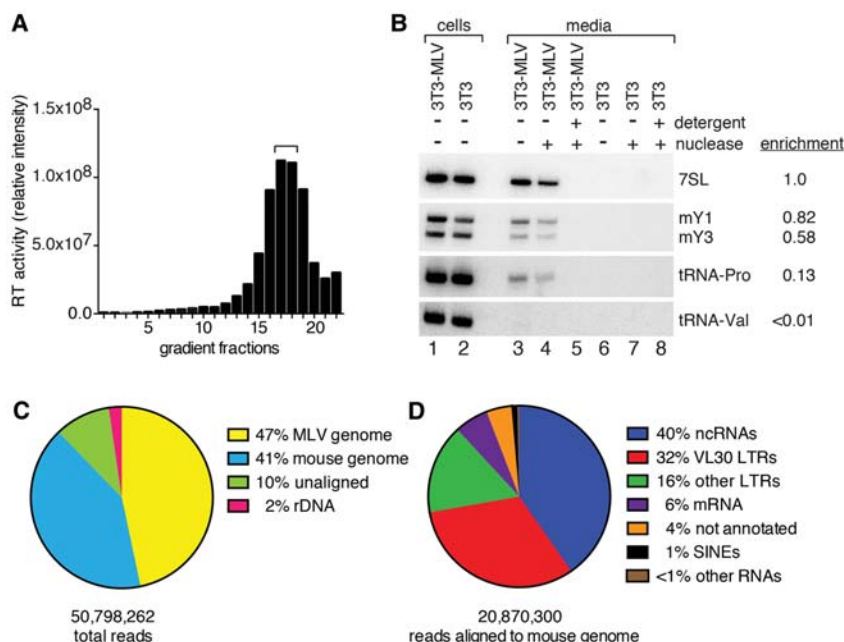 A
RT activity (relative intensity)
1.5x10⁸
1.0x10⁸
5.0x10⁷
0.0
5 10 15 20
gradient fractions
B
cells media
3T3-MLV 3T3 3T3-MLV 3T3-MLV 3T3-MLV 3T3 3T3 3T3
+ + detergent
- - - + + - + + nuclease enrichment
7SL 1.0
mY1 0.82
mY3 0.58
tRNA-Pro 0.13
tRNA-Val <0.01
1 2 3 4 5 6 7 8
C
47% MLV genome
41% mouse genome
10% unaligned
2% rDNA
50,798,262
total reads
D
40% ncRNAs
32% VL30 LTRs
16% other LTRs
6% mRNA
4% not annotated
1% SINEs
<1% other RNAs
20,870,300
reads aligned to mouse genome